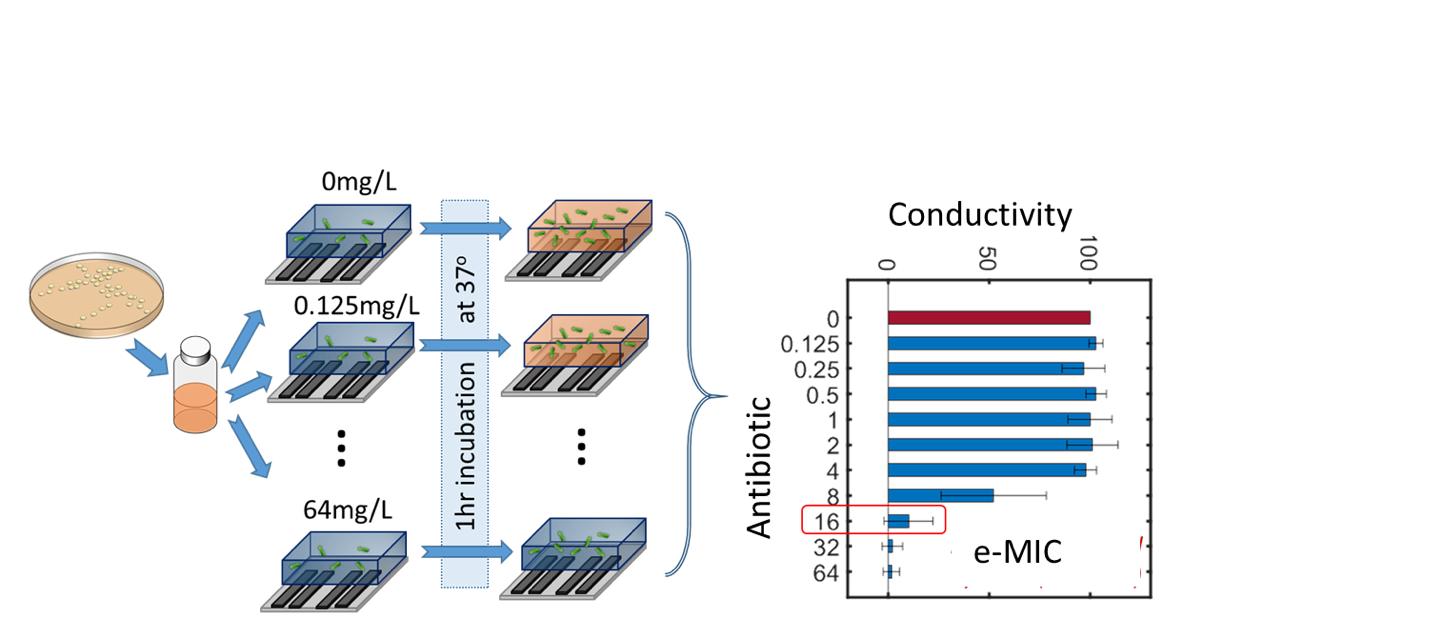 0mg/L
0.125mg/L
64mg/L
1hr incubation at 37º
Conductivity
0 50 100
Antibiotic
0
0.125
0.25
0.5
1
2
4
8
16
32
64
e-MIC